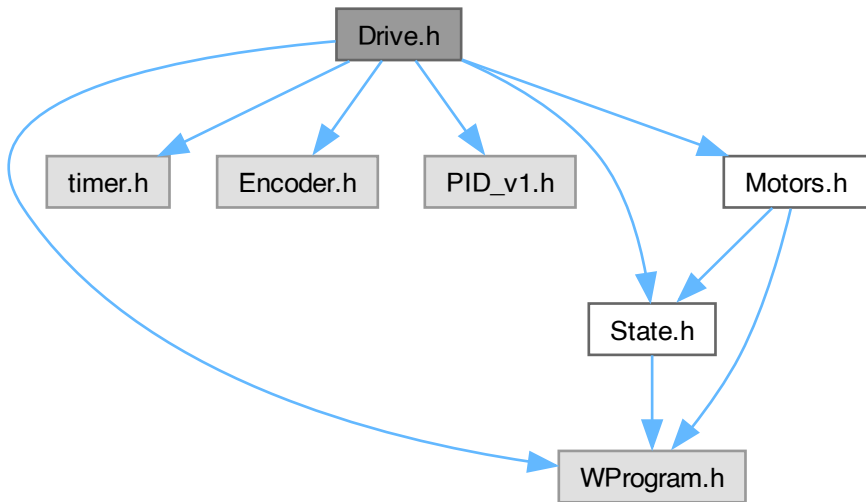 Drive.h
timer.h
Encoder.h
PID_v1.h
Motors.h
State.h
WProgram.h